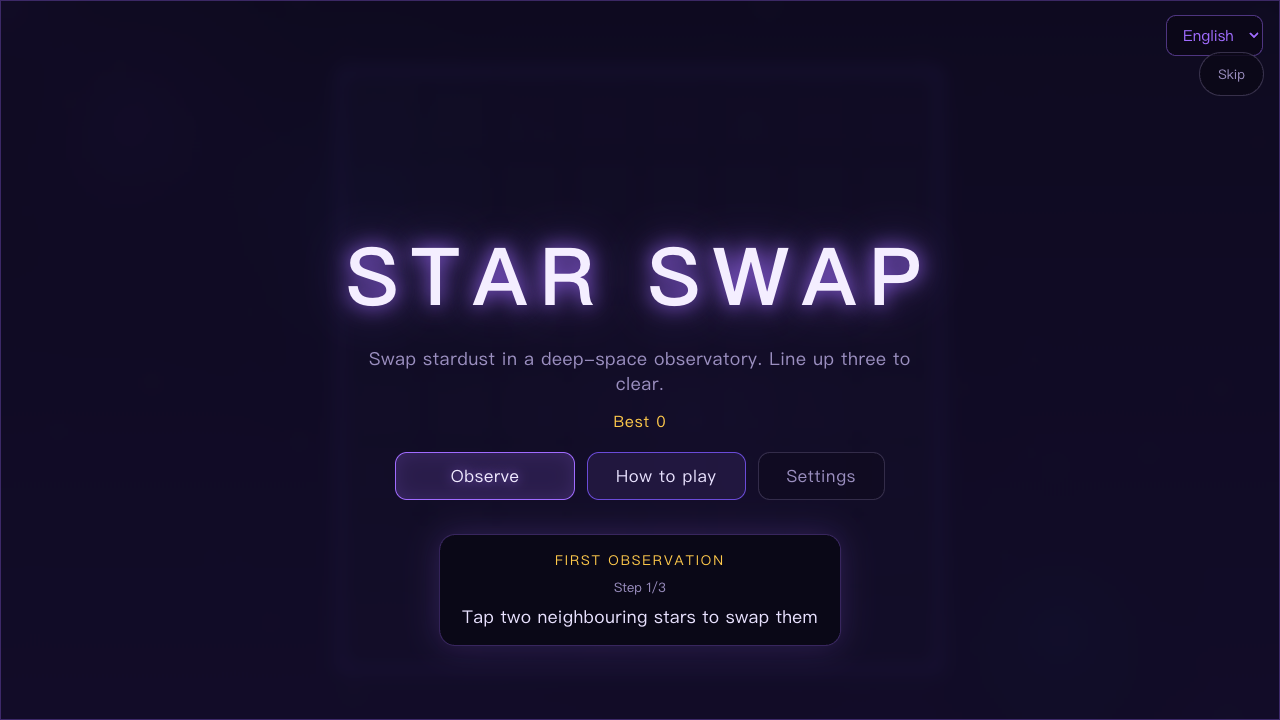 English
Skip
STAR SWAP
Swap stardust in a deep-space observatory. Line up three to
clear.
Best 0
Observe
How to play
Settings
FIRST OBSERVATION
Step 1/3
Tap two neighbouring stars to swap them